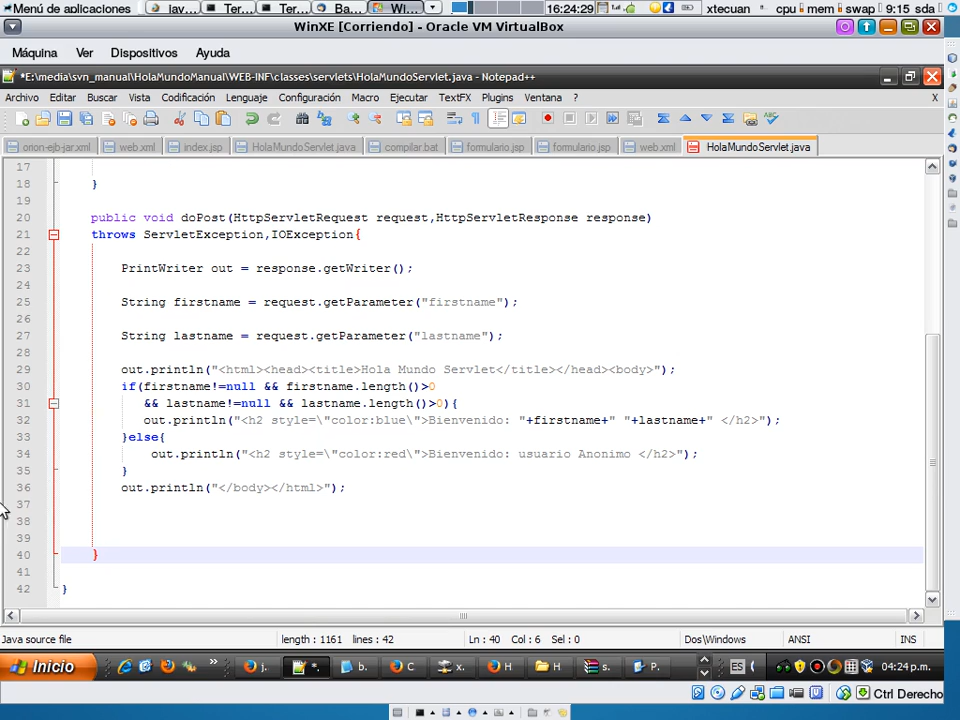 Menú de aplicaciones
Jav...
Ter...
Ter...
Ba...
Wi...
16:24:29
xtecuan
cpu
mem
swap
9:15
sda
WinXE [Corriendo] - Oracle VM VirtualBox
Máquina Ver Dispositivos Ayuda
*E:\media\svn_manual\HolaMundoManual\WEB-INF\classes\servlets\HolaMundoServlet.java - Notepad++
Archivo Editar Buscar Vista Codificación Lenguaje Configuración Macro Ejecutar TextFX Plugins Ventana ? X
orion-ejb-jar.xml web.xml index.jsp HolaMundoServlet.java compilar.bat formulario.jsp formulario.jsp web.xml HolaMundoServlet.java
17
18 }
19
20 public void doPost(HttpServletRequest request,HttpServletResponse response)
21 throws ServletException,IOException{
22
23 PrintWriter out = response.getWriter();
24
25 String firstname = request.getParameter("firstname");
26
27 String lastname = request.getParameter("lastname");
28
29 out.println("<html><head><title>Hola Mundo Servlet</title></head><body>");
30 if(firstname!=null && firstname.length()>0
31 && lastname!=null && lastname.length()>0){
32 out.println("<h2 style=\"color:blue\">Bienvenido: "+firstname+" "+lastname+" </h2>");
33 }else{
34 out.println("<h2 style=\"color:red\">Bienvenido: usuario Anonimo </h2>");
35 }
36 out.println("</body></html>");
37
38
39
40 }
41
42 }
Java source file length : 1161 lines : 42 Ln : 40 Col : 6 Sel : 0 Dos\Windows ANSI INS
Inicio » j. *. b. C x. H H s. P. ES 04:24 p.m.
Ctrl Derecho